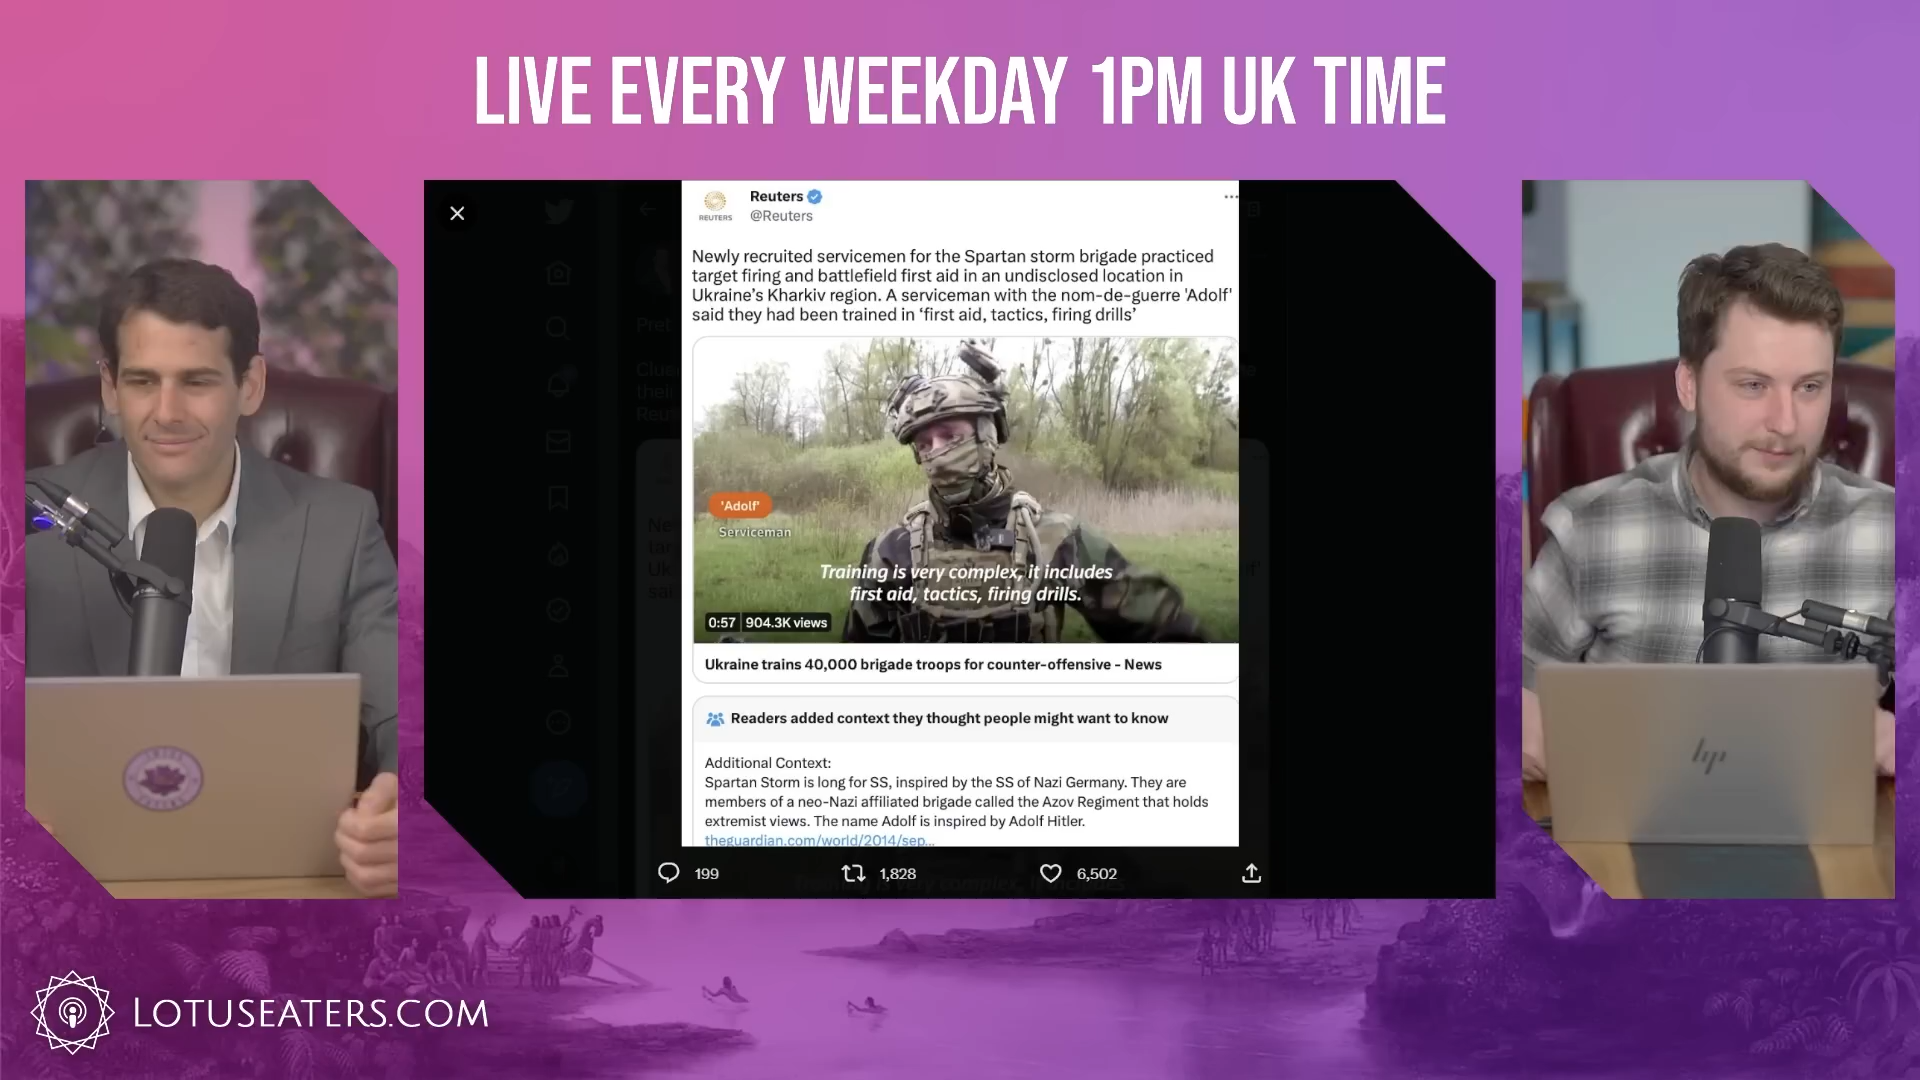 LIVE EVERY WEEKDAY 1PM UK TIME
Reuters
@Reuters
REUTERS
Newly recruited servicemen for the Spartan storm brigade practiced
target firing and battlefield first aid in an undisclosed location in
Ukraine's Kharkiv region. A serviceman with the nom-de-guerre 'Adolf'
said they had been trained in ‘first aid, tactics, firing drills’
'Adolf'
Serviceman
Training is very complex, it includes
first aid, tactics, firing drills.
0:57 904.3K views
Ukraine trains 40,000 brigade troops for counter-offensive - News
Readers added context they thought people might want to know
Additional Context:
Spartan Storm is long for SS, inspired by the SS of Nazi Germany. They are
members of a neo-Nazi affiliated brigade called the Azov Regiment that holds
extremist views. The name Adolf is inspired by Adolf Hitler.
theguardian.com/world/2014/sep...
199
1,828
6,502
hp
LOTUSEATERS.COM